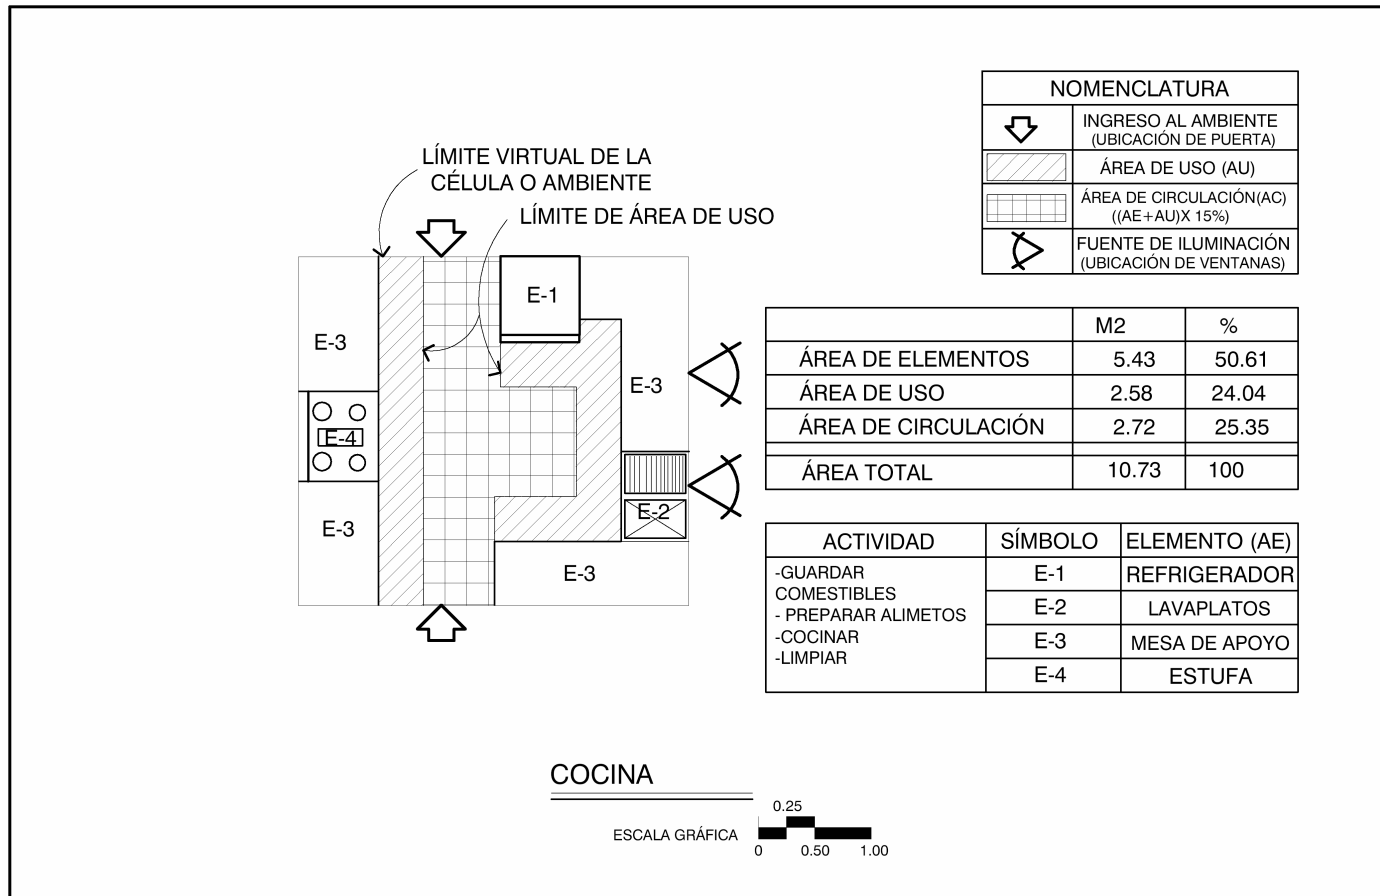 NOMENCLATURA
INGRESO AL AMBIENTE
(UBICACIÓN DE PUERTA)
ÁREA DE USO (AU)
ÁREA DE CIRCULACIÓN(AC)
((AE+AU)X 15%)
FUENTE DE ILUMINACIÓN
(UBICACIÓN DE VENTANAS)
LÍMITE VIRTUAL DE LA
CÉLULA O AMBIENTE
LÍMITE DE ÁREA DE USO
E-1
E-3
E-3
E-4
E-2
E-3
E-3
M2 %
ÁREA DE ELEMENTOS 5.43 50.61
ÁREA DE USO 2.58 24.04
ÁREA DE CIRCULACIÓN 2.72 25.35
ÁREA TOTAL 10.73 100
ACTIVIDAD SÍMBOLO ELEMENTO (AE)
-GUARDAR
COMESTIBLES
- PREPARAR ALIMETOS
-COCINAR
-LIMPIAR
E-1 REFRIGERADOR
E-2 LAVAPLATOS
E-3 MESA DE APOYO
E-4 ESTUFA
COCINA
0.25
ESCALA GRÁFICA
0 0.50 1.00